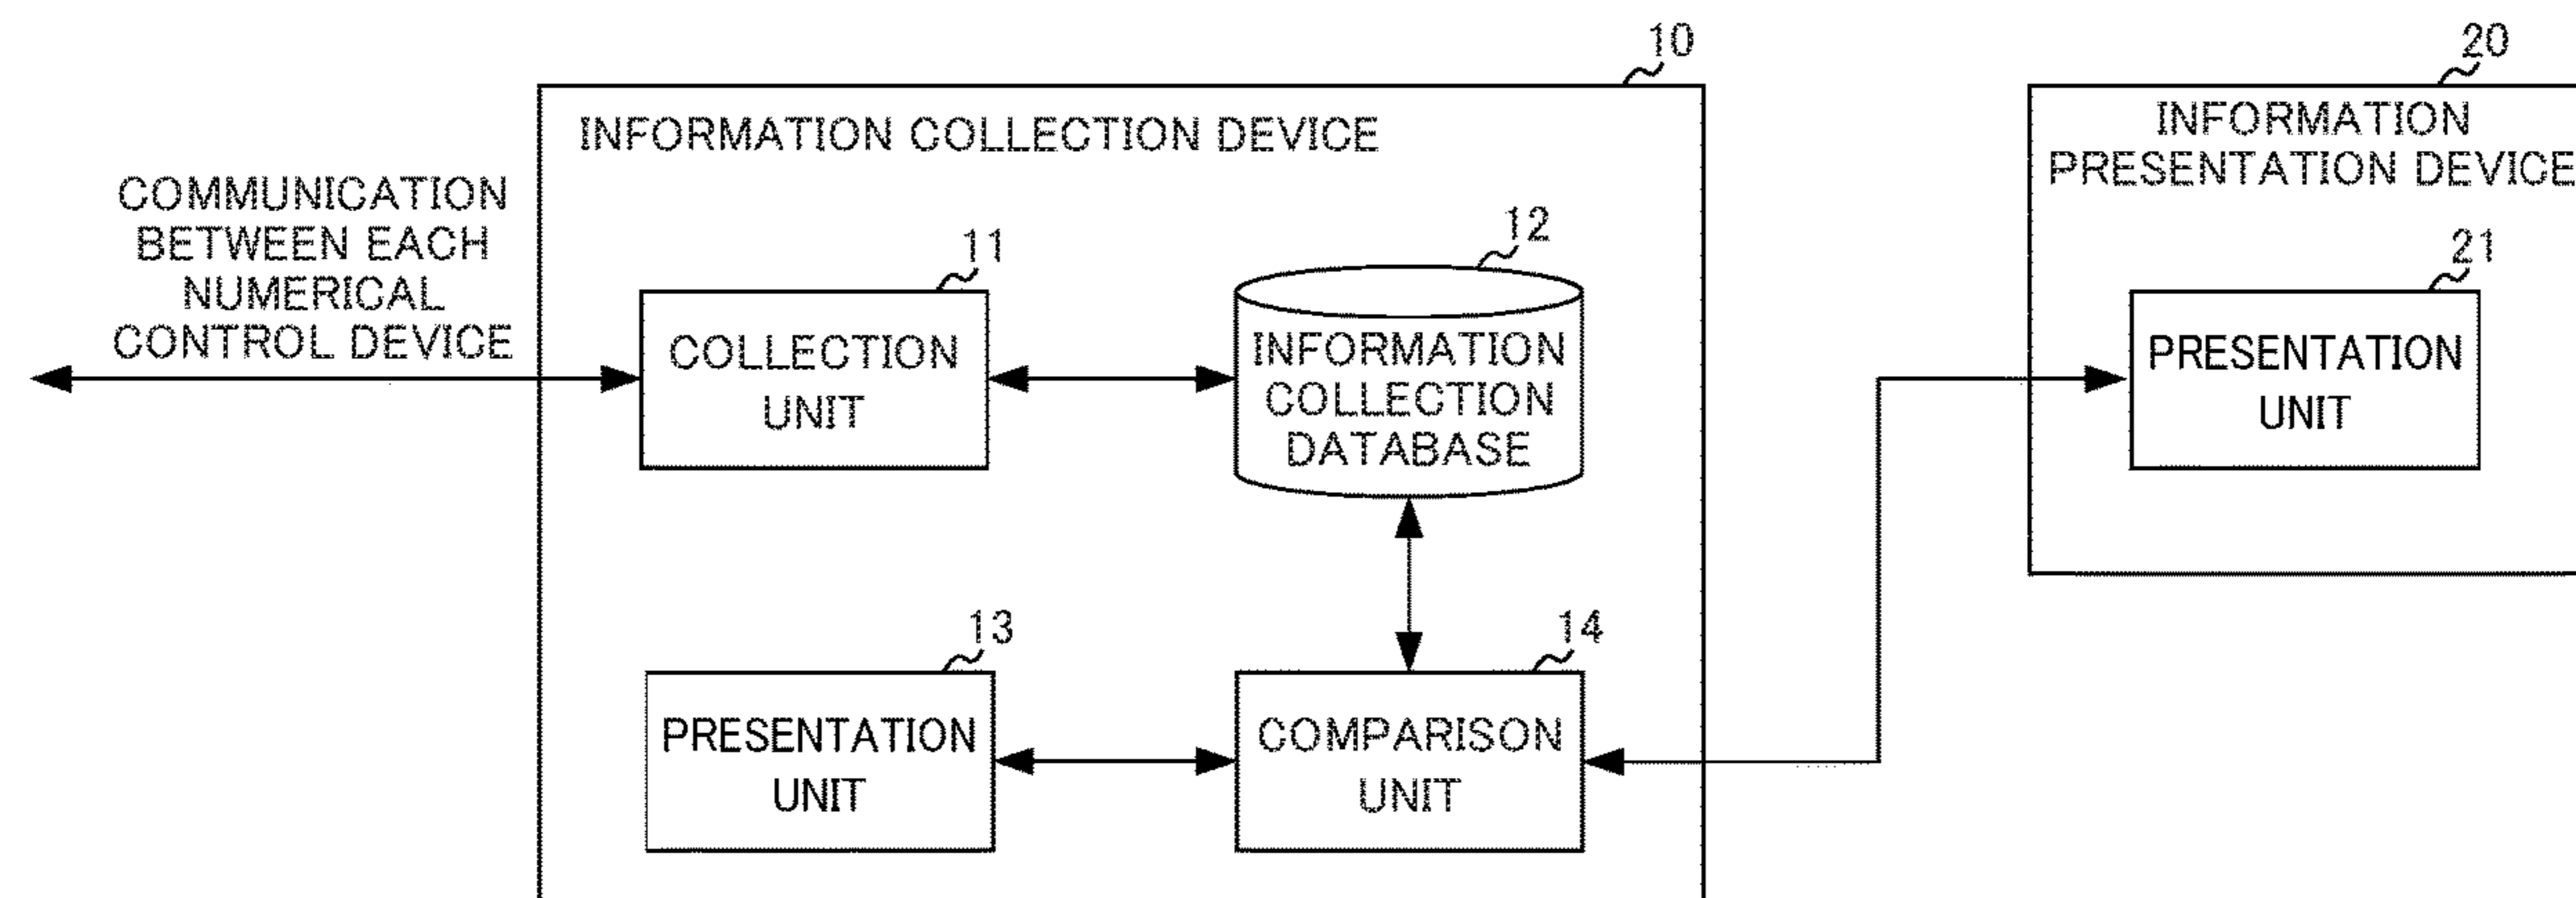 10
INFORMATION COLLECTION DEVICE
COMMUNICATION
BETWEEN EACH
NUMERICAL
CONTROL DEVICE
11
COLLECTION
UNIT
12
INFORMATION
COLLECTION
DATABASE
13
PRESENTATION
UNIT
14
COMPARISON
UNIT
20
INFORMATION
PRESENTATION DEVICE
21
PRESENTATION
UNIT